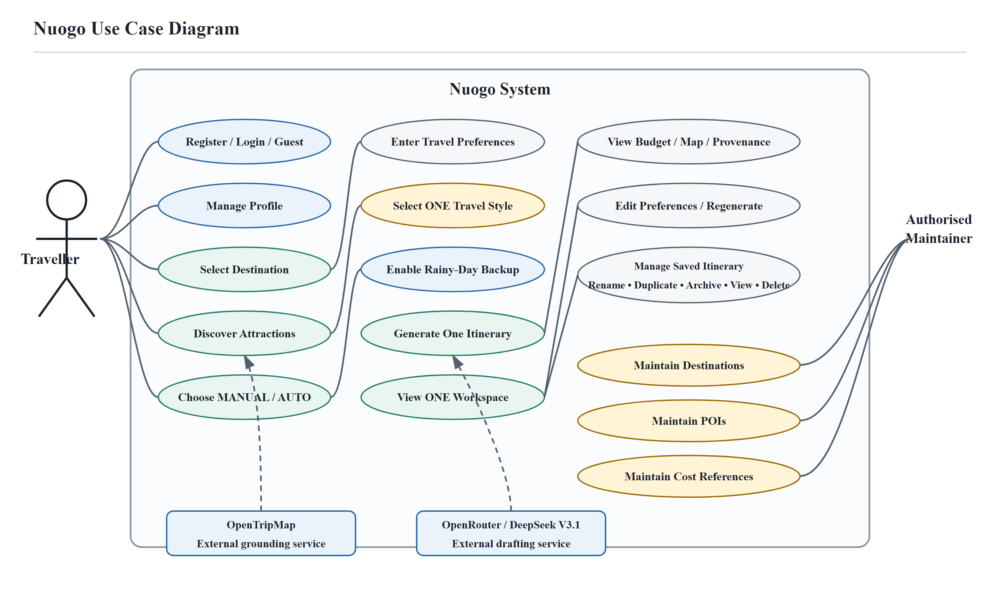 Nuogo Use Case Diagram
Nuogo System
Register / Login / Guest
Manage Profile
Select Destination
Discover Attractions
Choose MANUAL / AUTO
Enter Travel Preferences
Select ONE Travel Style
Enable Rainy-Day Backup
Generate One Itinerary
View ONE Workspace
View Budget / Map / Provenance
Edit Preferences / Regenerate
Manage Saved Itinerary
Rename • Duplicate • Archive • View • Delete
Maintain Destinations
Maintain POIs
Maintain Cost References
Traveller
Authorised
Maintainer
OpenTripMap
External grounding service
OpenRouter / DeepSeek V3.1
External drafting service